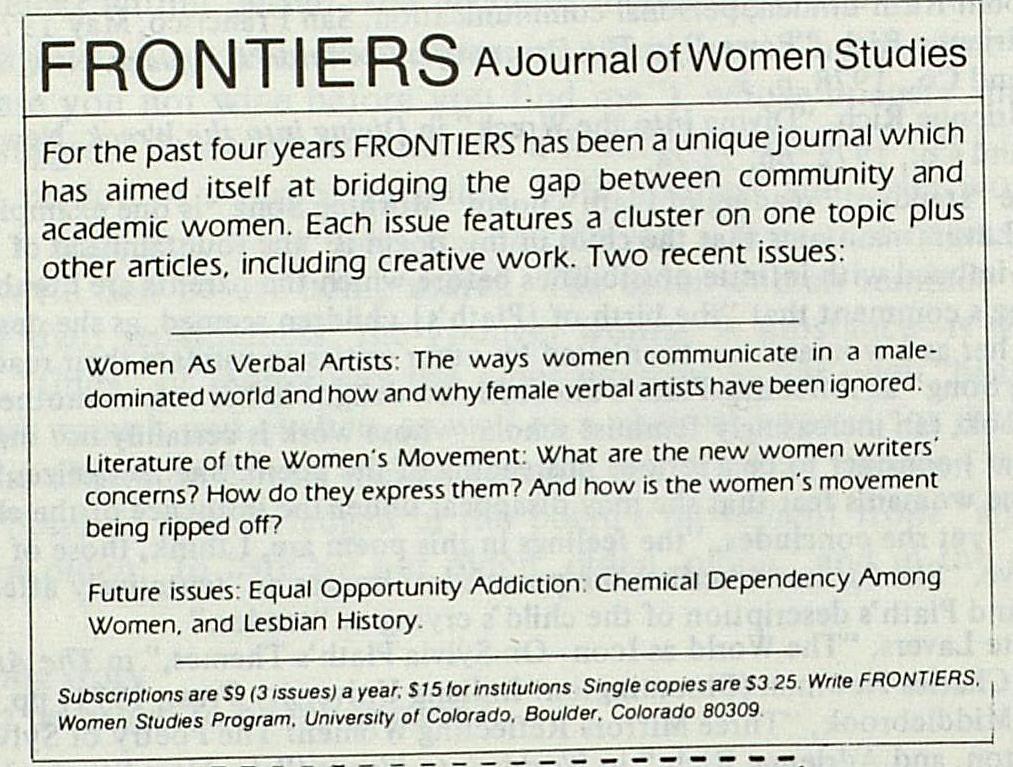 FRONTIERS A Journal of Women Studies
For the past four years FRONTIERS has been a unique journal which
has aimed itself at bridging the gap between community and
academic women. Each issue features a cluster on one topic plus
other articles, including creative work. Two recent issues:
Women As Verbal Artists: The ways women communicate in a male-
dominated world and how and why female verbal artists have been ignored.
Literature of the Women's Movement: What are the new women writers'
concerns? How do they express them? And how is the women's movement
being ripped off?
Future issues: Equal Opportunity Addiction: Chemical Dependency Among
Women, and Lesbian History.
Subscriptions are $9 (3 issues) a year; $15 for institutions. Single copies are $3.25. Write FRONTIERS,
Women Studies Program, University of Colorado, Boulder, Colorado 80309.